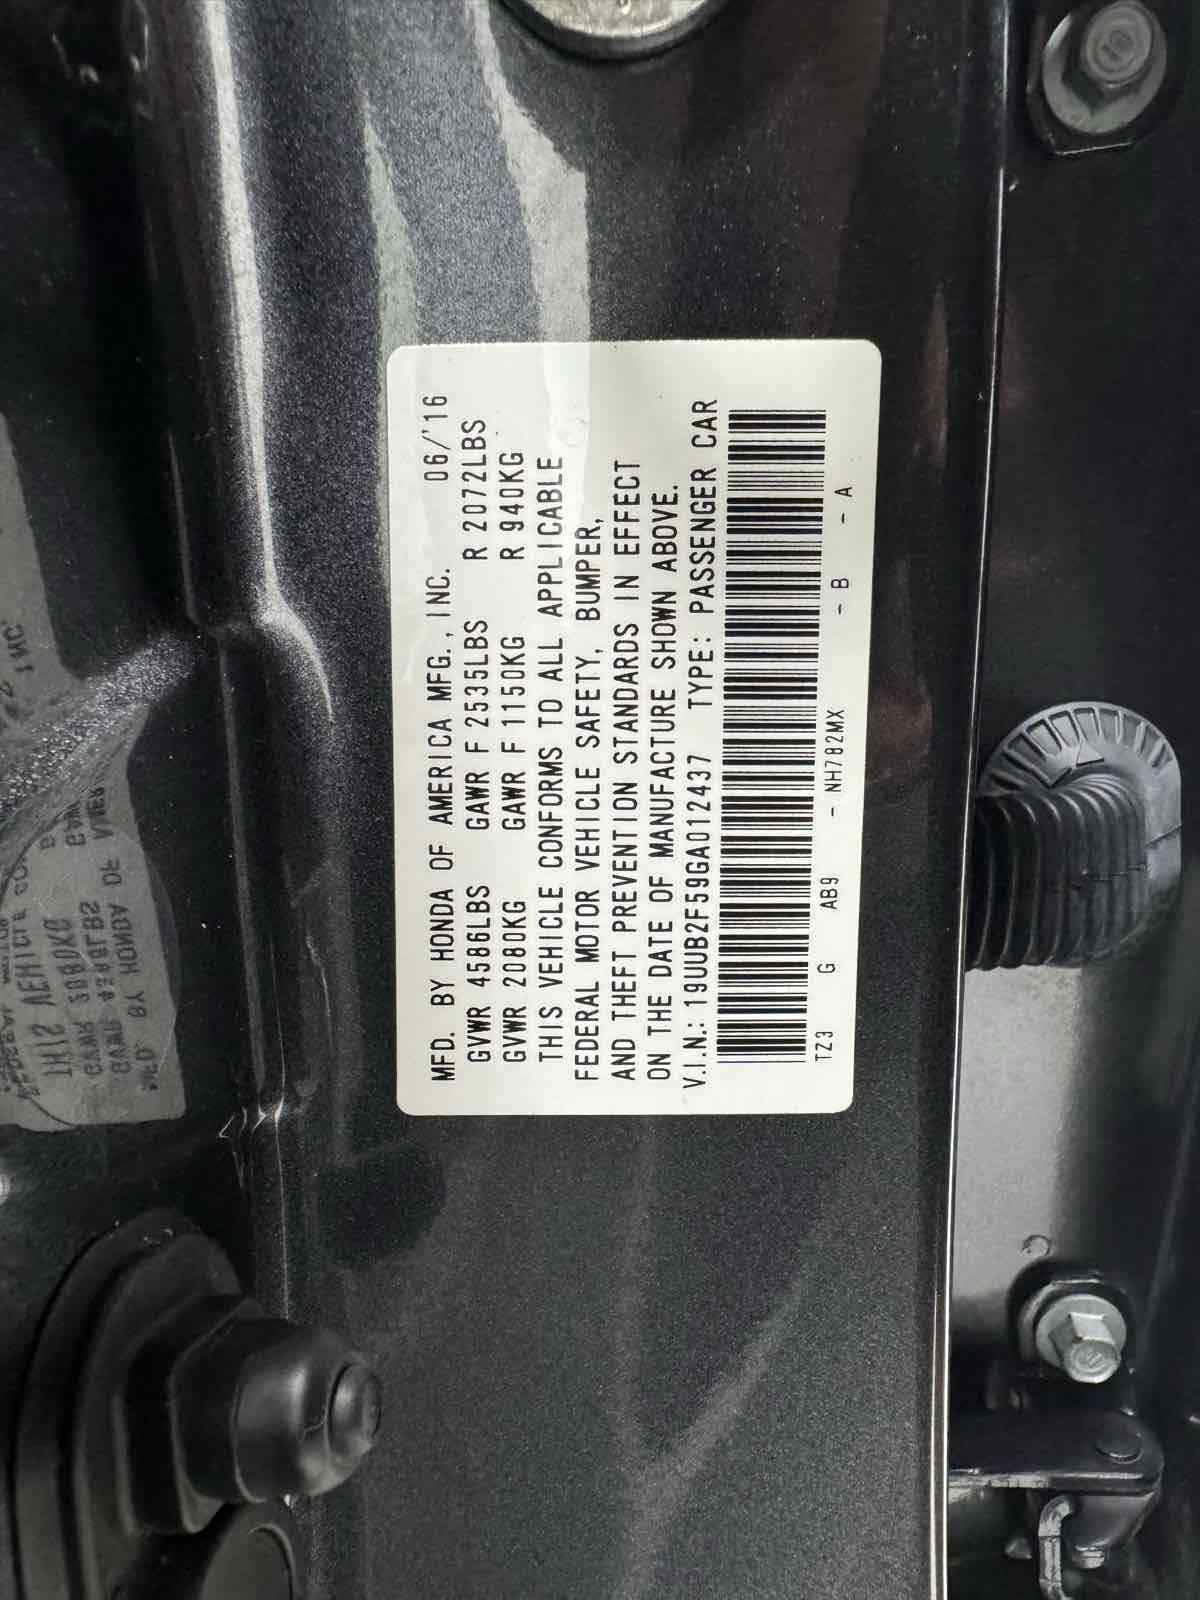 MFD. BY HONDA OF AMERICA MFG., INC. 06/'16
GVWR 4586LBS GAWR F 2535LBS R 2072LBS
GVWR 2080KG GAWR F 1150KG R 940KG
THIS VEHICLE CONFORMS TO ALL APPLICABLE
FEDERAL MOTOR VEHICLE SAFETY, BUMPER,
AND THEFT PREVENTION STANDARDS IN EFFECT
ON THE DATE OF MANUFACTURE SHOWN ABOVE.
V.I.N.: 19UUB2F59GA012437 TYPE: PASSENGER CAR
TZ3 G AB9 - NH782MX - B - A